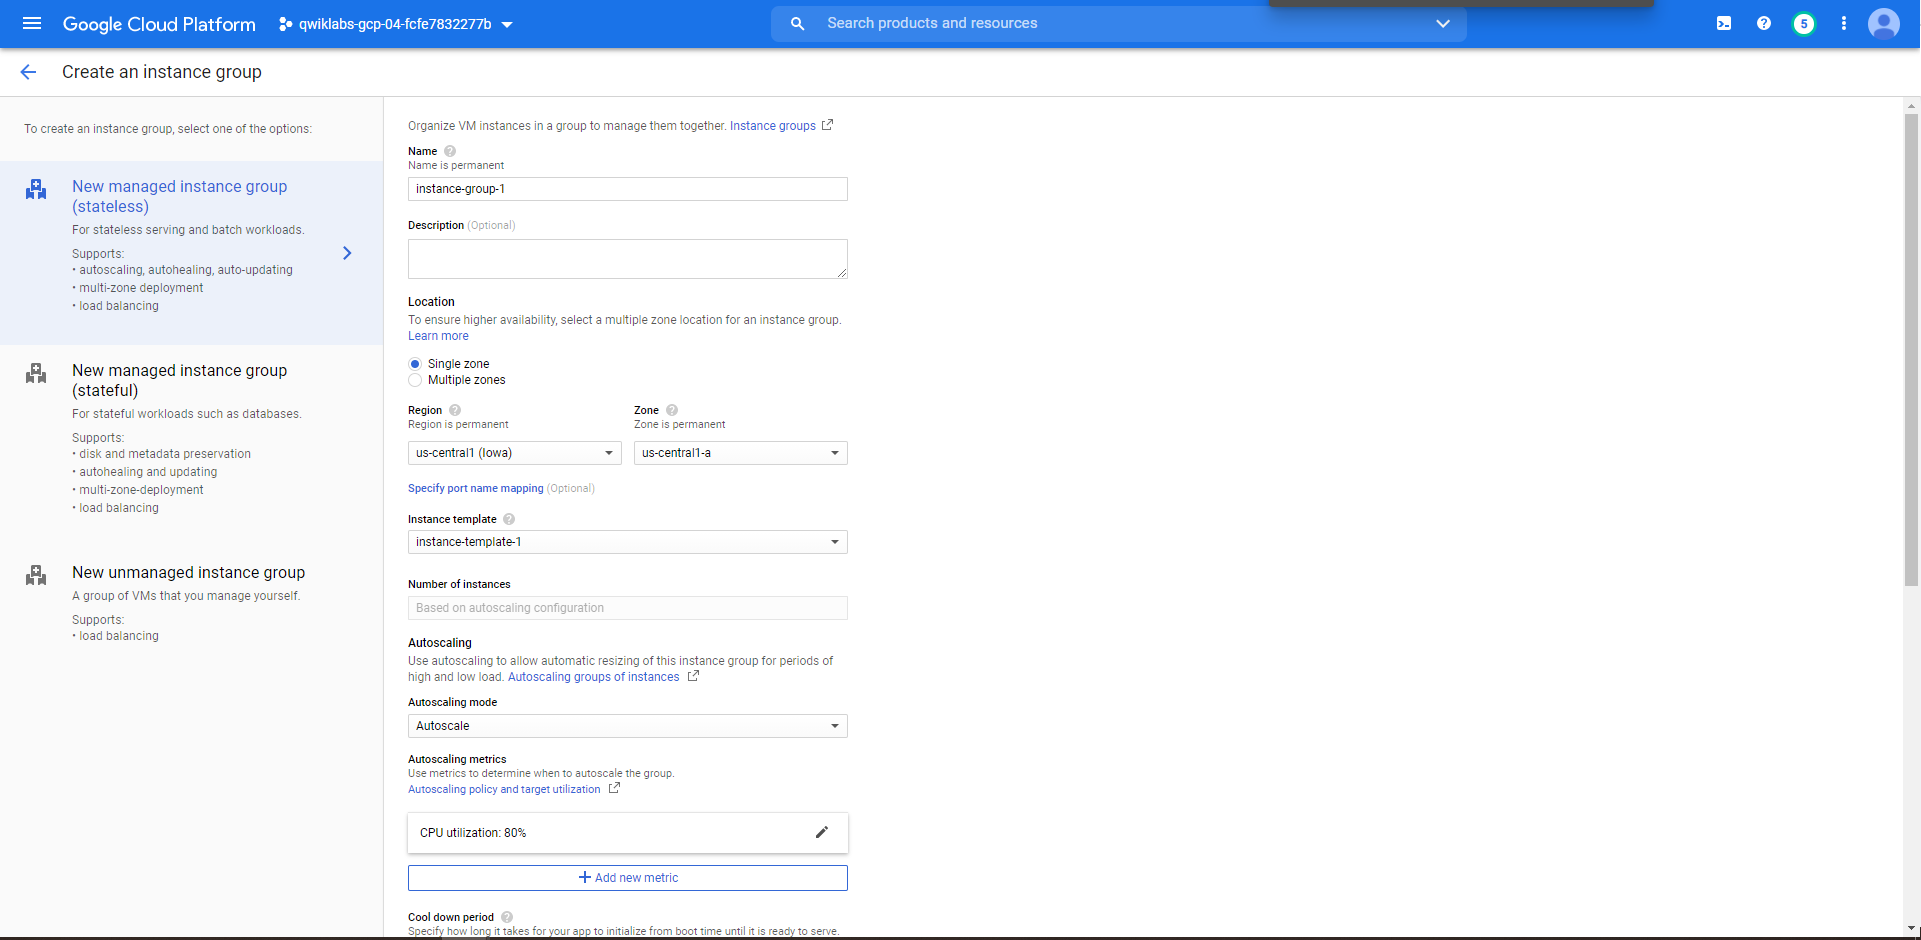 Google Cloud Platform
qwiklabs-gcp-04-fcfe7832277b
Search products and resources
5
Create an instance group
To create an instance group, select one of the options:
New managed instance group
(stateless)
For stateless serving and batch workloads.
Supports:
• autoscaling, autohealing, auto-updating
• multi-zone deployment
• load balancing
New managed instance group
(stateful)
For stateful workloads such as databases.
Supports:
• disk and metadata preservation
• autohealing and updating
• multi-zone-deployment
• load balancing
New unmanaged instance group
A group of VMs that you manage yourself.
Supports:
• load balancing
Organize VM instances in a group to manage them together. Instance groups
Name
Name is permanent
instance-group-1
Description (Optional)
Location
To ensure higher availability, select a multiple zone location for an instance group.
Learn more
Single zone
Multiple zones
Region
Region is permanent
us-central1 (Iowa)
Zone
Zone is permanent
us-central1-a
Specify port name mapping (Optional)
Instance template
instance-template-1
Number of instances
Based on autoscaling configuration
Autoscaling
Use autoscaling to allow automatic resizing of this instance group for periods of
high and low load. Autoscaling groups of instances
Autoscaling mode
Autoscale
Autoscaling metrics
Use metrics to determine when to autoscale the group.
Autoscaling policy and target utilization
CPU utilization: 80%
Add new metric
Cool down period
Specify how long it takes for your app to initialize from boot time until it is ready to serve.